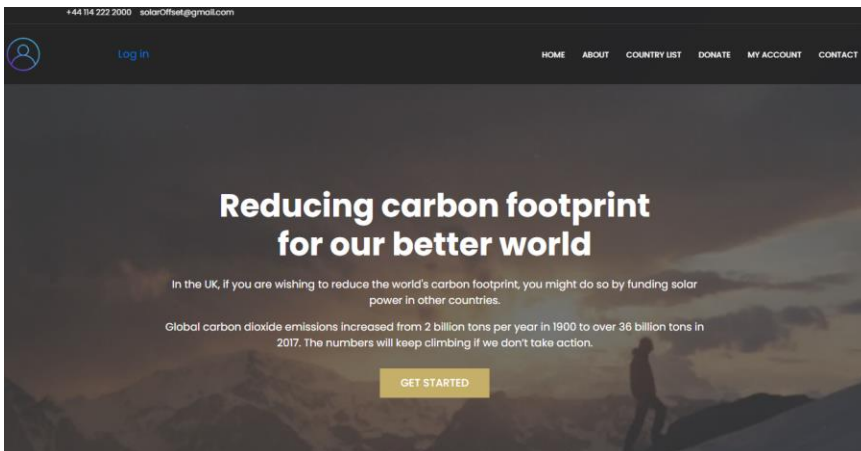 +44 114 222 2000 solarOffset@gmail.com
Log in
HOME ABOUT COUNTRY LIST DONATE MY ACCOUNT CONTACT
Reducing carbon footprint
for our better world
In the UK, if you are wishing to reduce the world's carbon footprint, you might do so by funding solar
power in other countries.
Global carbon dioxide emissions increased from 2 billion tons per year in 1900 to over 36 billion tons in
2017. The numbers will keep climbing if we don't take action.
GET STARTED